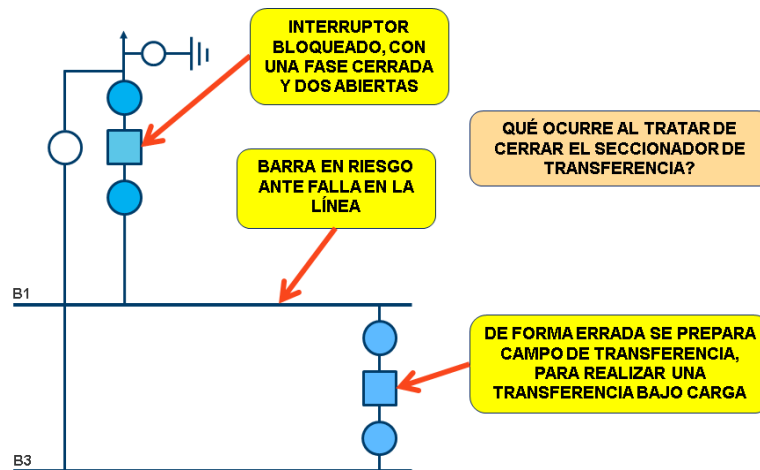 INTERRUPTOR
BLOQUEADO, CON
UNA FASE CERRADA
Y DOS ABIERTAS
QUÉ OCURRE AL TRATAR DE
CERRAR EL SECCIONADOR DE
TRANSFERENCIA?
BARRA EN RIESGO
ANTE FALLA EN LA
LÍNEA
B1
DE FORMA ERRADA SE PREPARA
CAMPO DE TRANSFERENCIA,
PARA REALIZAR UNA
TRANSFERENCIA BAJO CARGA
B3